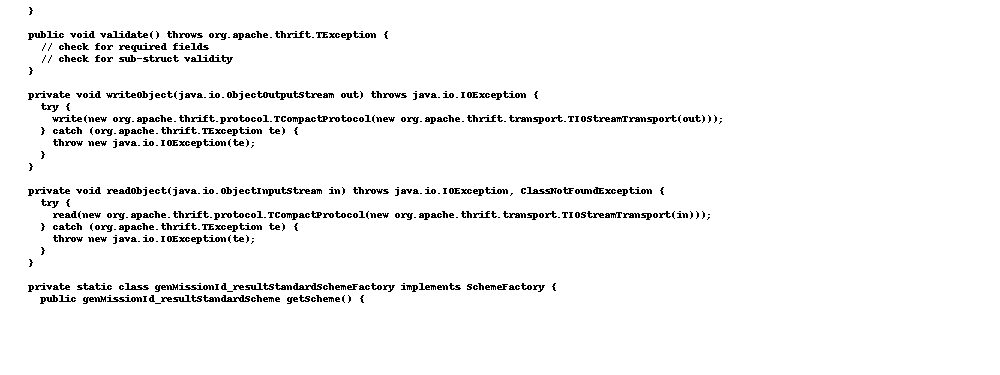 }
public void validate() throws org.apache.thrift.TException {
// check for required fields
// check for sub-struct validity
}
private void writeObject(java.io.ObjectOutputStream out) throws java.io.IOException {
try {
write(new org.apache.thrift.protocol.TCompactProtocol(new org.apache.thrift.transport.TIOStreamTransport(out)));
} catch (org.apache.thrift.TException te) {
throw new java.io.IOException(te);
}
}
private void readObject(java.io.ObjectInputStream in) throws java.io.IOException, ClassNotFoundException {
try {
read(new org.apache.thrift.protocol.TCompactProtocol(new org.apache.thrift.transport.TIOStreamTransport(in)));
} catch (org.apache.thrift.TException te) {
throw new java.io.IOException(te);
}
}
private static class genMissionId_resultStandardSchemeFactory implements SchemeFactory {
public genMissionId_resultStandardScheme getScheme() {